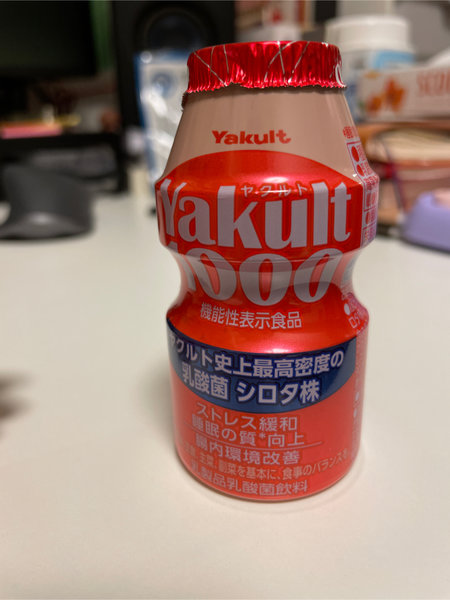 Yakult
ヤクルト
Yakult
1000
機能性表示食品
ヤクルト史上最高密度の
乳酸菌 シロタ株
ストレス緩和
睡眠の質*向上
腸内環境改善
主菜、副菜を基本に、食事のバランスを
乳製品乳酸菌飲料